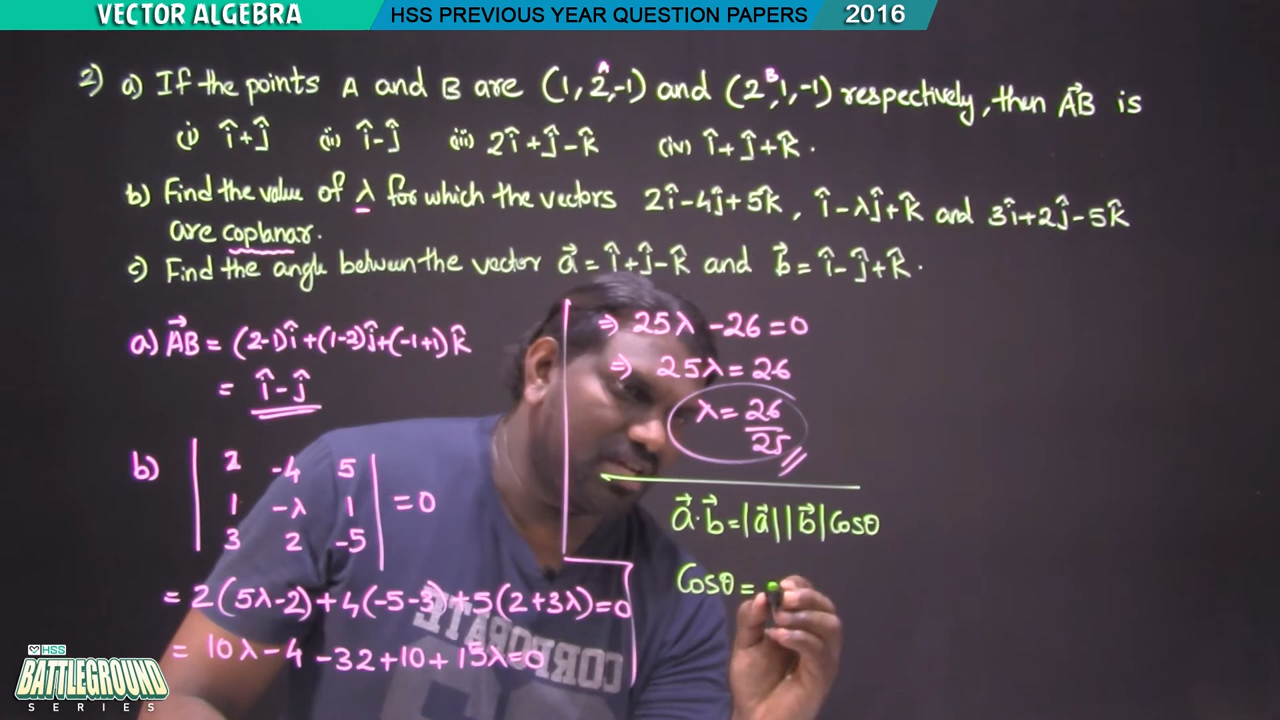 VECTOR ALGEBRA
HSS PREVIOUS YEAR QUESTION PAPERS
2016
2) a) If the points A and B are (1, 2, -1) and (2, 1, -1) respectively, then A⃗B is
A B
(i) î+ĵ (ii) î-ĵ (iii) 2î+ĵ-k̂ (iv) î+ĵ+k̂.
b) Find the value of λ for which the vectors 2î-4ĵ+5k̂, î-λĵ+k̂ and 3î+2ĵ-5k̂
are coplanar.
c) Find the angle between the vector a⃗ = î+ĵ-k̂ and b⃗ = î-ĵ+k̂.
a) A⃗B = (2-1)î+(1-2)ĵ+(-1+1)k̂
= î-ĵ
b) | 2 -4 5 |
| 1 -λ 1 | = 0
| 3 2 -5 |
= 2(5λ-2)+4(-5-3)+5(2+3λ)=0
= 10λ-4 -32+10+15λ=0
⇒ 25λ -26=0
⇒ 25λ=26
λ= 26
25
a⃗·b⃗=|a⃗||b⃗|Cosθ
Cosθ=
CORPORATE
HSS
BATTLEGROUND
SERIES